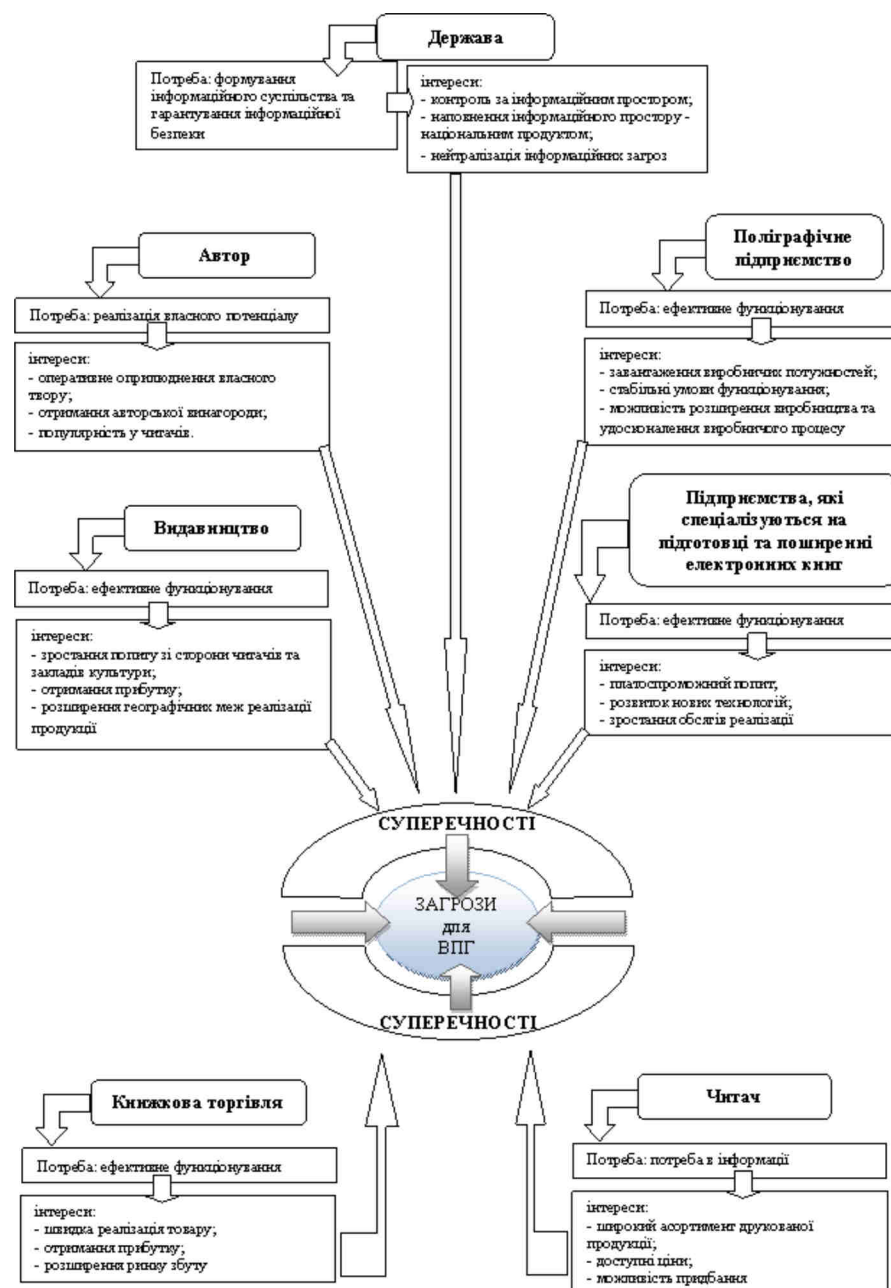 Держава
Потреба: формування
інформаційного суспільства та
гарантування інформаційної
безпеки
інтереси:
- контроль за інформаційним простором;
- наповнення інформаційного простору -
національним продуктом;
- нейтралізація інформаційних загроз
Автор
Потреба: реалізація власного потенціалу
інтереси:
- оперативне оприлюднення власного
твору;
- отримання авторської винагороди;
- популярність у читачів.
Поліграфічне
підприємство
Потреба: ефективне функціонування
інтереси:
- завантаження виробничих потужностей;
- стабільні умови функціонування;
- можливість розширення виробництва та
удосконалення виробничого процесу
Видавництво
Потреба: ефективне функціонування
інтереси:
- зростання попиту зі сторони читачів та
закладів культури;
- отримання прибутку;
- розширення географічних меж реалізації
продукції
Підприємства, які
спеціалізуються на
підготовці та поширенні
електронних книг
Потреба: ефективне функціонування
інтереси:
- платоспроможний попит;
- розвиток нових технологій;
- зростання обсягів реалізації
СУПЕРЕЧНОСТІ
ЗАГРОЗИ
для
ВПГ
СУПЕРЕЧНОСТІ
Книжкова торгівля
Потреба: ефективне функціонування
інтереси:
- швидка реалізація товару;
- отримання прибутку;
- розширення ринку збуту
Читач
Потреба: потреба в інформації
інтереси:
- широкий асортимент друкованої
продукції;
- доступні ціни;
- можливість придбання